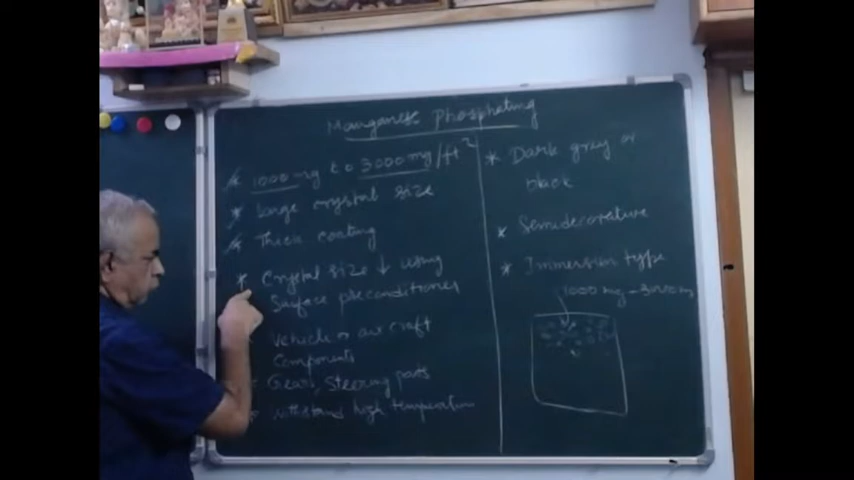 Manganese Phosphating
* 1000 mg to 3000 mg/ft²
* Large crystal size
* Thick coating
* Crystal size ↓ using
Surface preconditioner
Vehicle or air craft
Components
Gears, Steering parts
withstand high temperature
* Dark gray or
black
* Semidecorative
* Immersion type
1000 mg - 3000 m